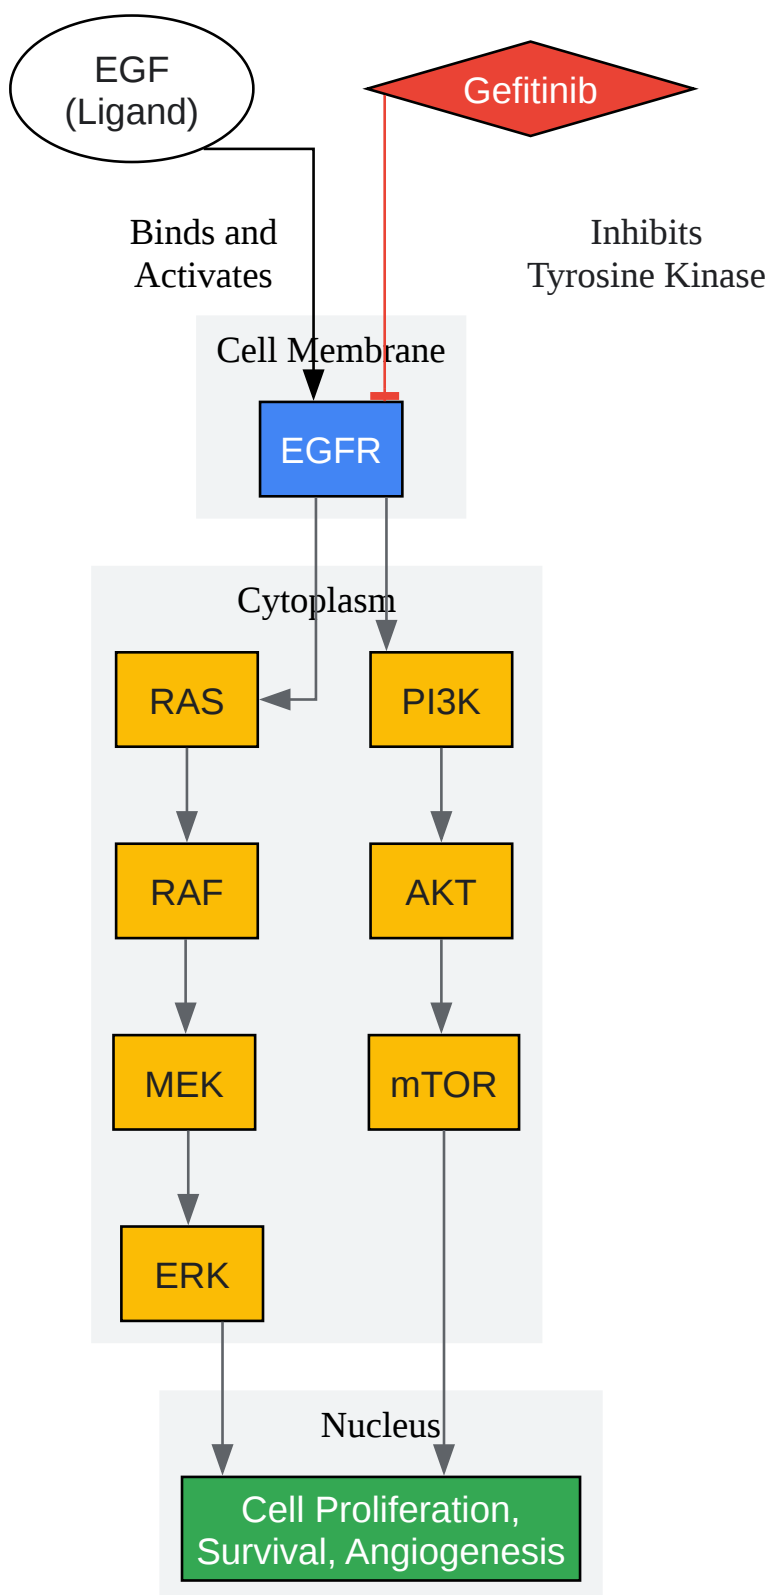 EGF
(Ligand)
Gefitinib
Binds and
Activates
Inhibits
Tyrosine Kinase
Cell Membrane
EGFR
Cytoplasm
RAS
PI3K
RAF
AKT
MEK
mTOR
ERK
Nucleus
Cell Proliferation,
Survival, Angiogenesis